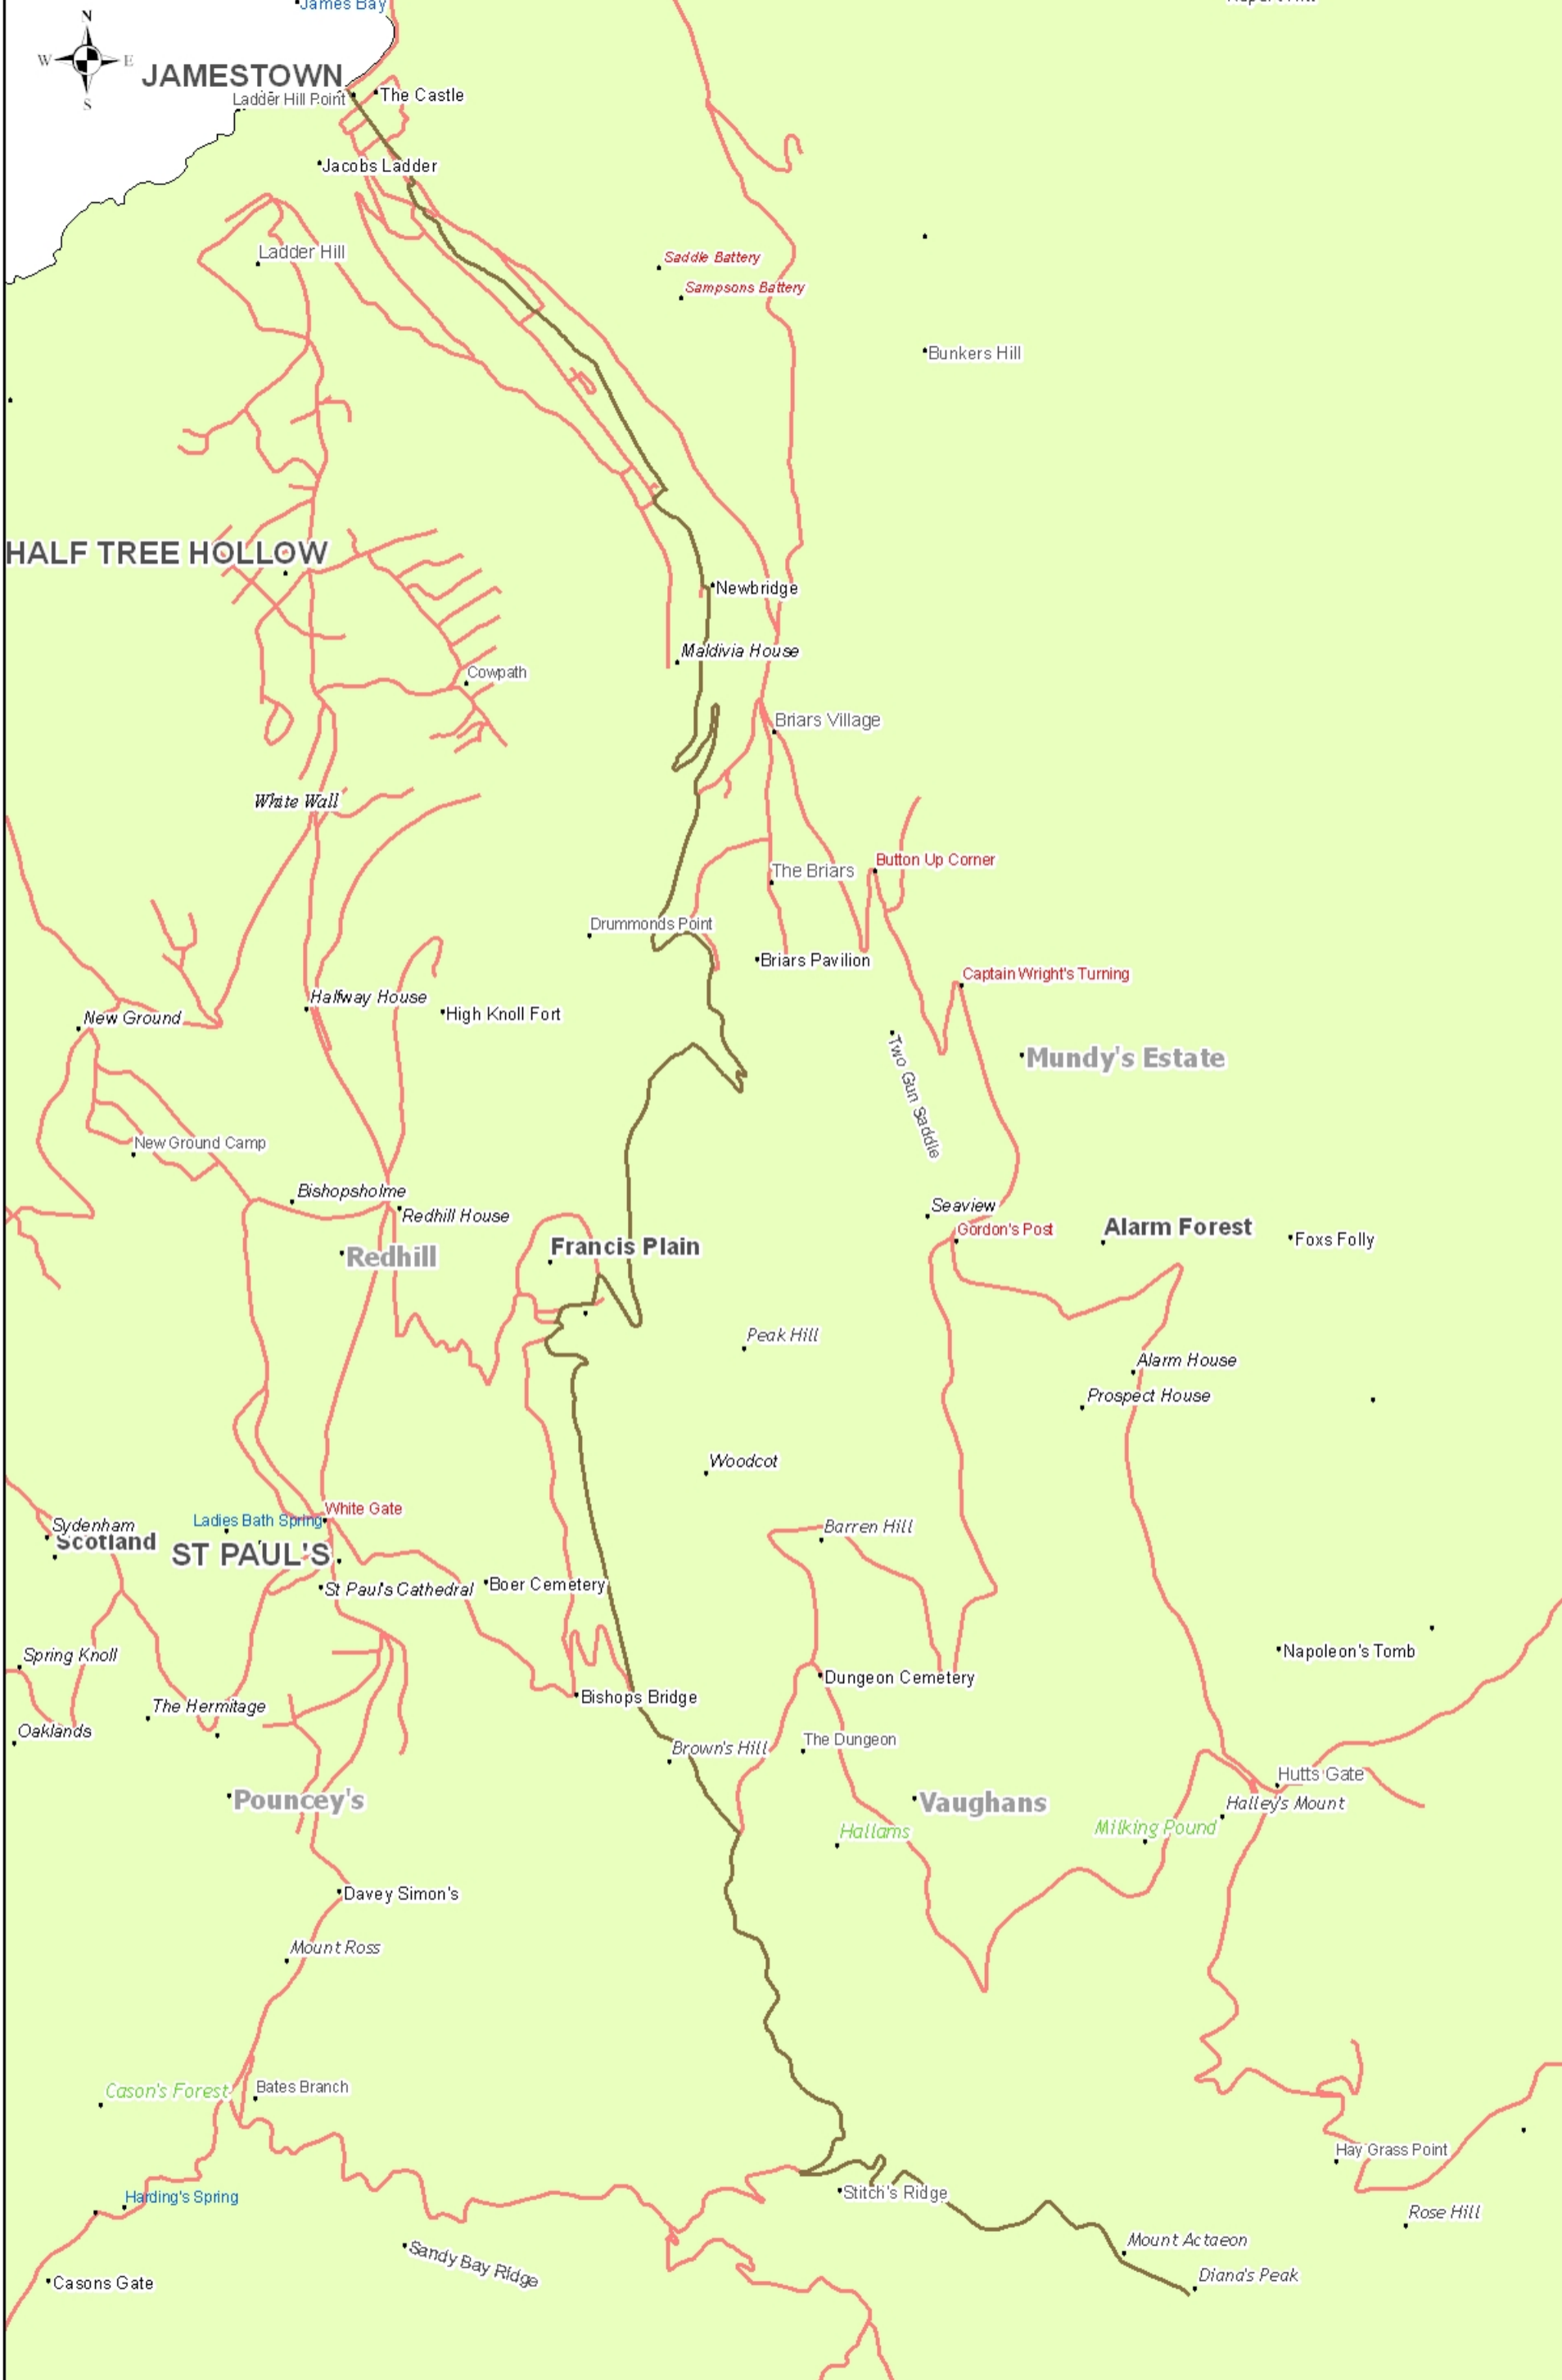 James Bay
N
W
E
S
JAMESTOWN
Ladder Hill Point
The Castle
Jacobs Ladder
Ladder Hill
Saddle Battery
Sampsons Battery
Bunkers Hill
HALF TREE HOLLOW
Newbridge
Maldivia House
Cowpath
Briars Village
White Wall
Button Up Corner
The Briars
Drummonds Point
Briars Pavilion
Captain Wright's Turning
Halfway House
High Knoll Fort
New Ground
Two Gun Saddle
Mundy's Estate
New Ground Camp
Bishopsholme
Redhill House
Seaview
Gordon's Post
Alarm Forest
Foxs Folly
Redhill
Francis Plain
Peak Hill
Alarm House
Prospect House
Woodcot
White Gate
Ladies Bath Spring
Sydenham
Scotland
ST PAUL'S
Barren Hill
St Paul's Cathedral
Boer Cemetery
Spring Knoll
Napoleon's Tomb
Dungeon Cemetery
Bishops Bridge
The Hermitage
Oaklands
Brown's Hill
The Dungeon
Hutts Gate
Pouncey's
Vaughans
Halley's Mount
Hallams
Milking Pound
Davey Simon's
Mount Ross
Cason's Forest
Bates Branch
Hay Grass Point
Harding's Spring
Stitch's Ridge
Rose Hill
Sandy Bay Ridge
Mount Actaeon
Casons Gate
Diana's Peak